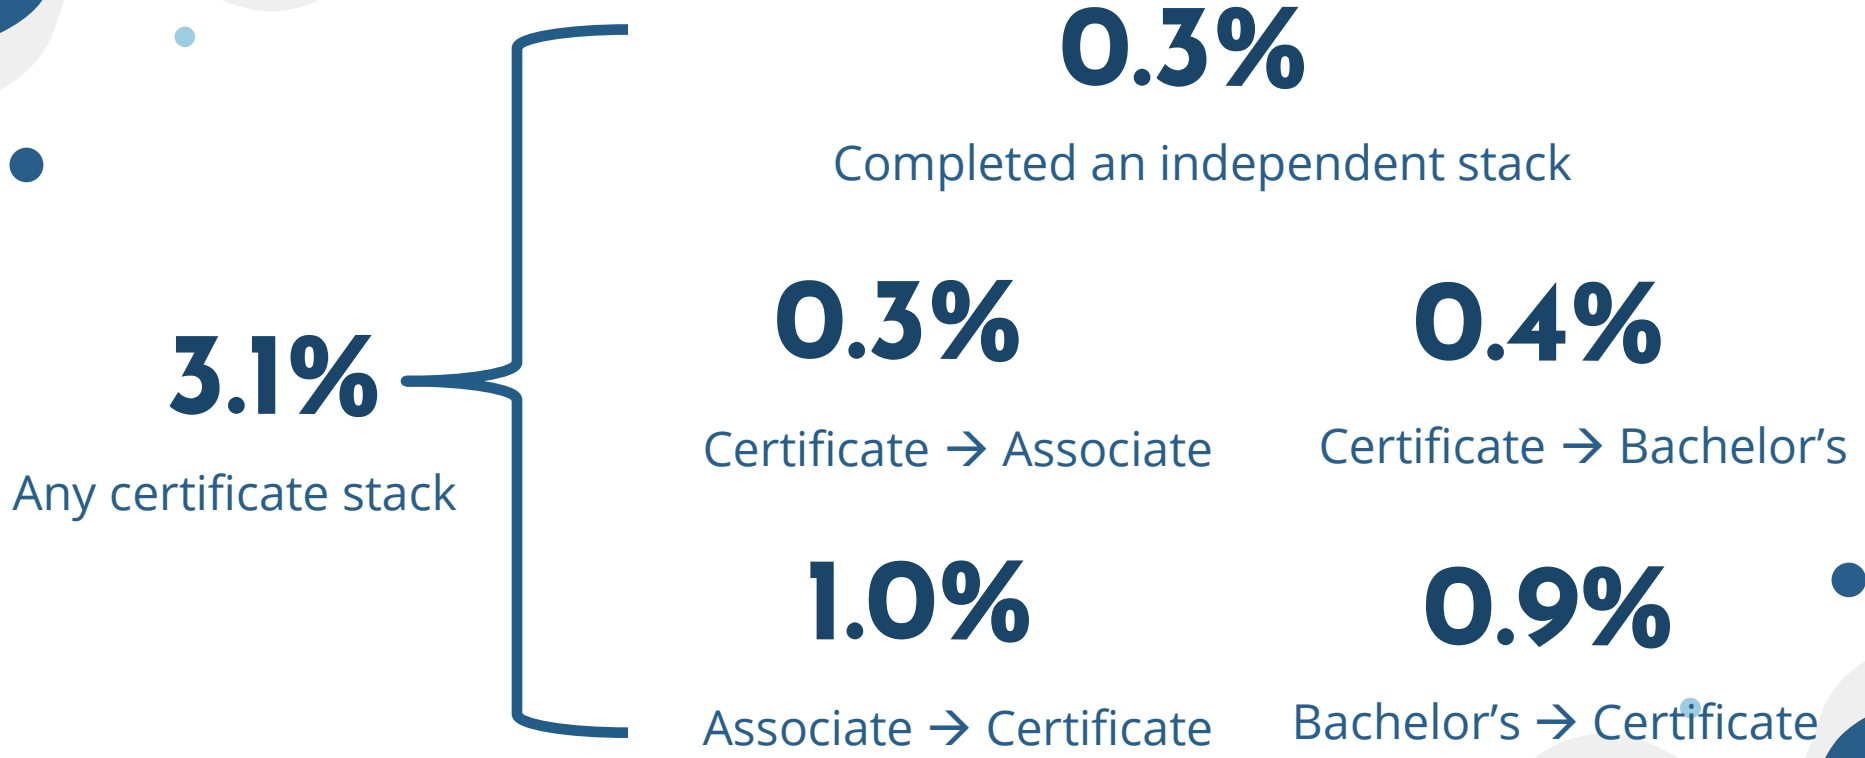 0.3%
Completed an independent stack
3.1%
Any certificate stack
0.3%
Certificate → Associate
0.4%
Certificate → Bachelor’s
1.0%
Associate → Certificate
0.9%
Bachelor’s → Certificate